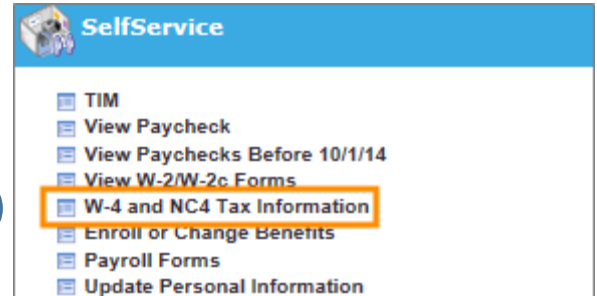 SelfService
TIM
View Paycheck
View Paychecks Before 10/1/14
View W-2/W-2c Forms
W-4 and NC4 Tax Information
Enroll or Change Benefits
Payroll Forms
Update Personal Information